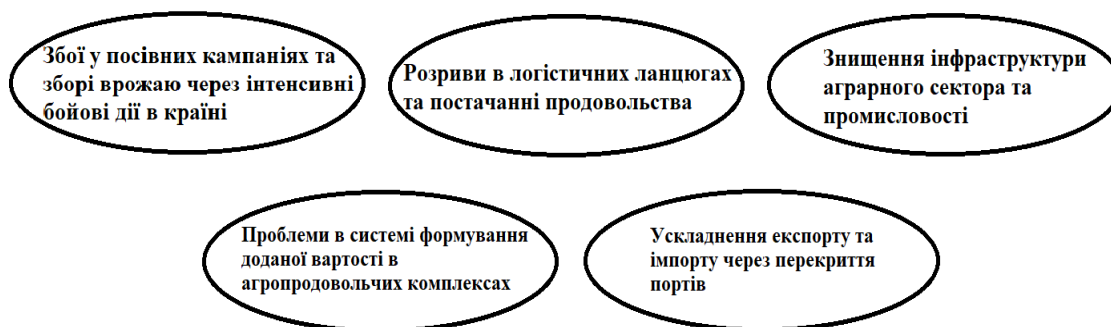 Збої у посівних кампаніях та
зборі врожаю через інтенсивні
бойові дії в країні
Розриви в логістичних ланцюгах
та постачанні продовольства
Знищення інфраструктури
аграрного сектора та
промисловості
Проблеми в системі формування
доданої вартості в
агропродовольчих комплексах
Ускладнення експорту та
імпорту через перекриття
портів